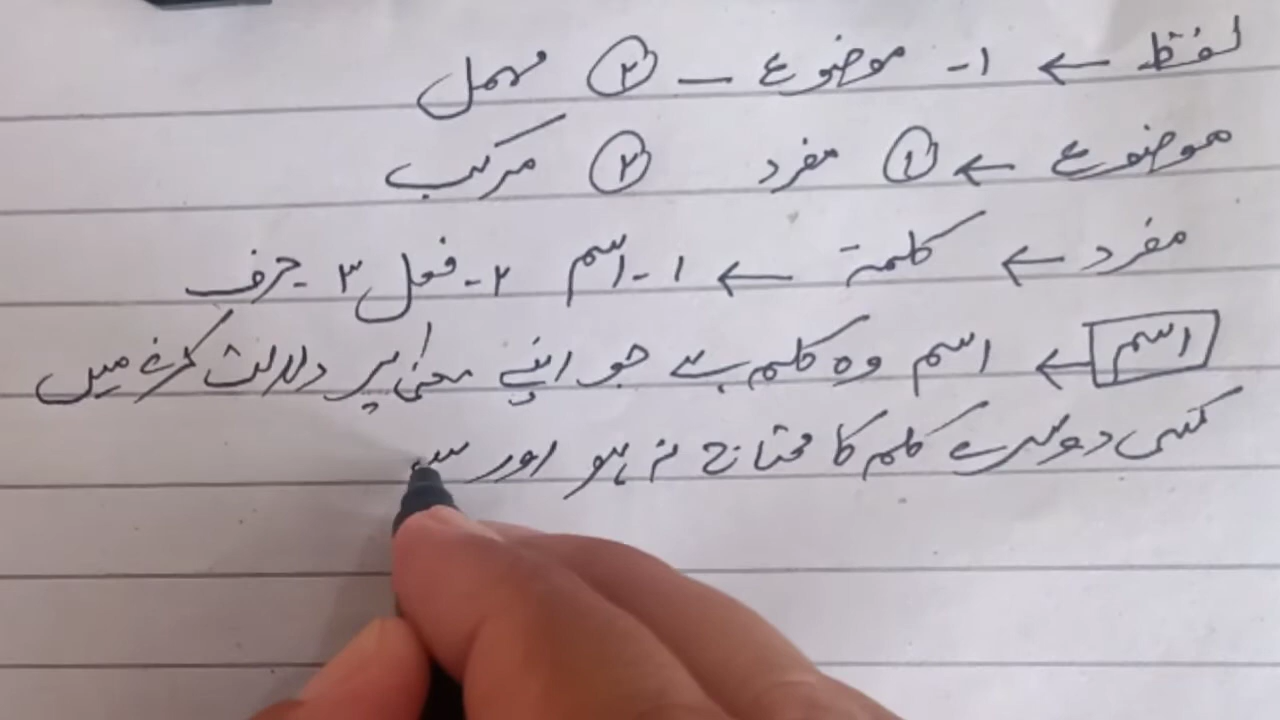 لفظ ← ۱- موضوع — ② مہمل
موضوع ← ① مفرد ② مرکب
مفرد ← کلمۃ ← ۱-اسم ۲-فعل ۳-حرف
اسم ← اسم وہ کلمہ ہے جو اپنے معنیٰ پر دلالت کرنے میں
کسی دوسرے کلمہ کا محتاج نہ ہو اور